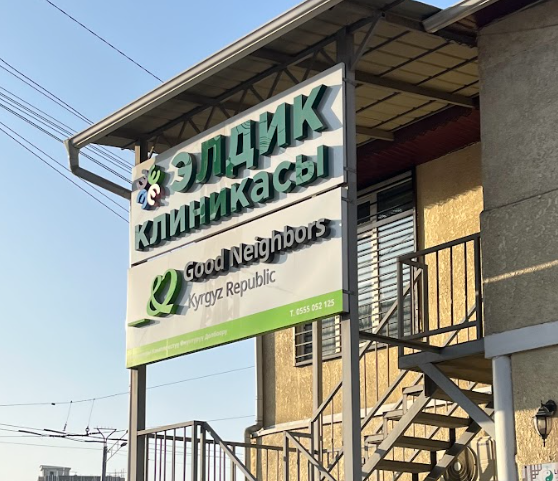 ЭЛДИК
КЛИНИКАСЫ
Good Neighbors
Kyrgyz Republic
Т. 0555 052 125